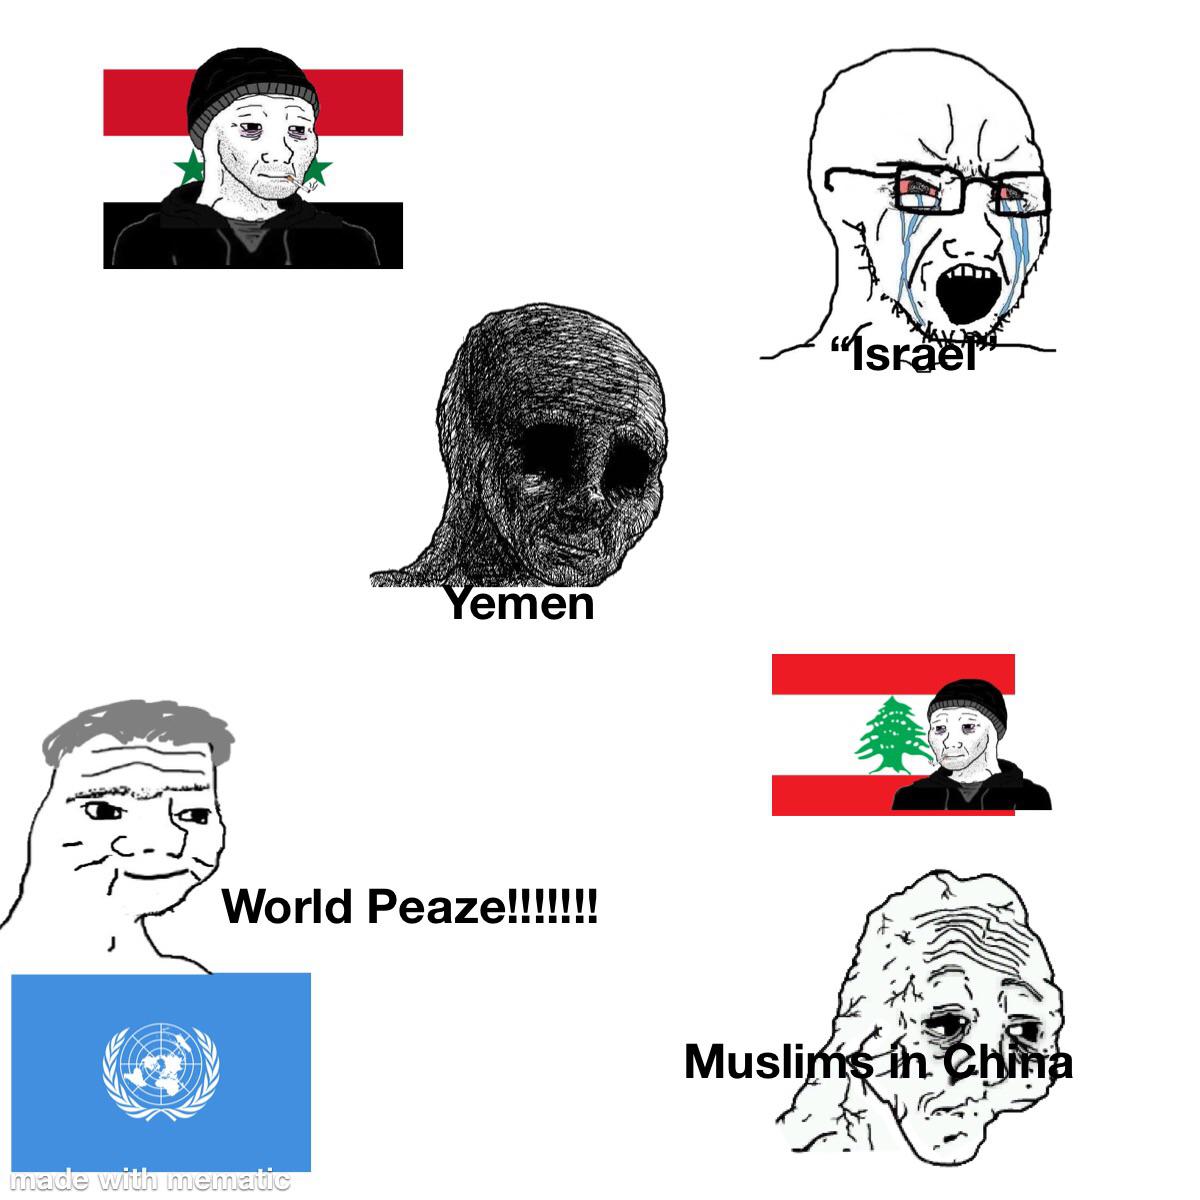 “Israel”
Yemen
World Peaze!!!!!!!
Muslims in China
made with mematic